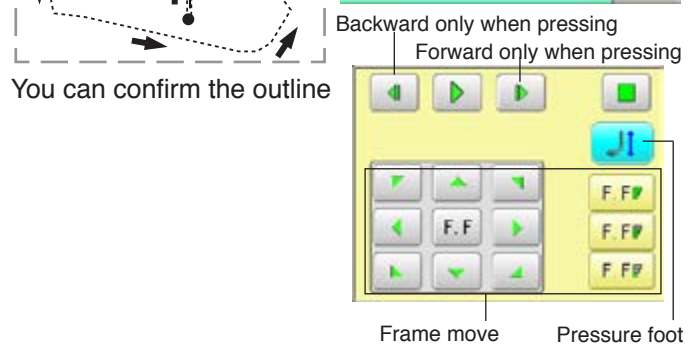 Backward only when pressing
Forward only when pressing
You can confirm the outline
F.F
F.F
F.F
F.F
Frame move
Pressure foot